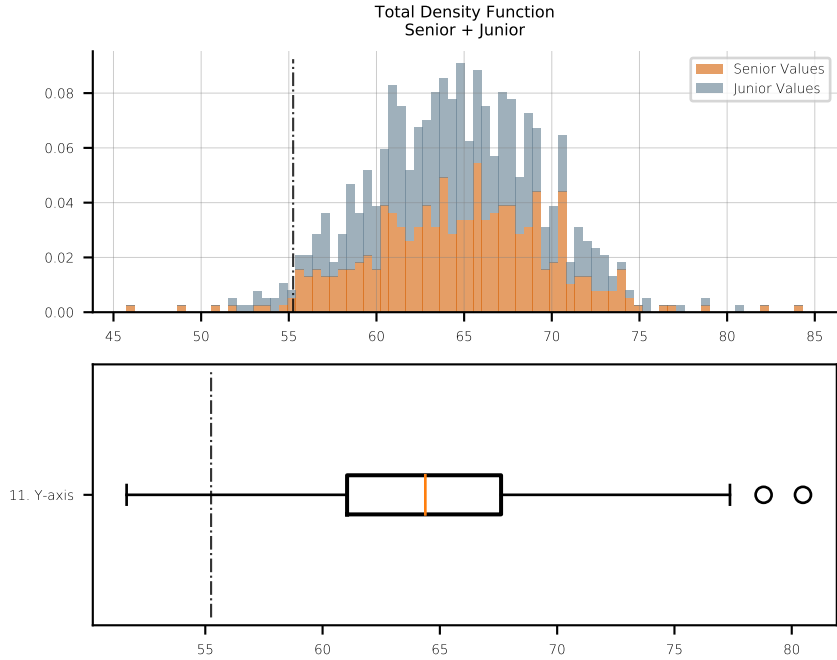 Total Density Function
Senior + Junior
Senior Values
Junior Values
0.08
0.06
0.04
0.02
0.00
45 50 55 60 65 70 75 80 85
11. Y-axis
55 60 65 70 75 80